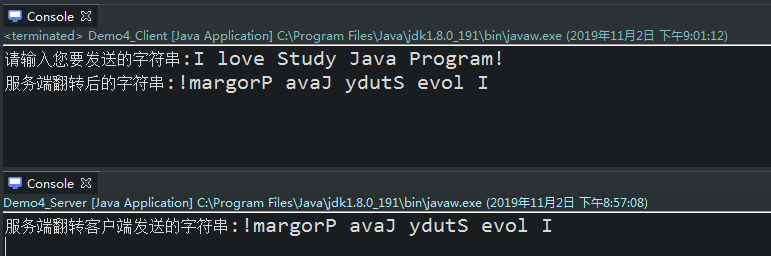 Console
<terminated> Demo4_Client [Java Application] C:\Program Files\Java\jdk1.8.0_191\bin\javaw.exe (2019年11月2日 下午9:01:12)
请输入您要发送的字符串:I love Study Java Program!
服务端翻转后的字符串:!margorP avaJ ydutS evol I
Console
Demo4_Server [Java Application] C:\Program Files\Java\jdk1.8.0_191\bin\javaw.exe (2019年11月2日 下午8:57:08)
服务端翻转客户端发送的字符串:!margorP avaJ ydutS evol I